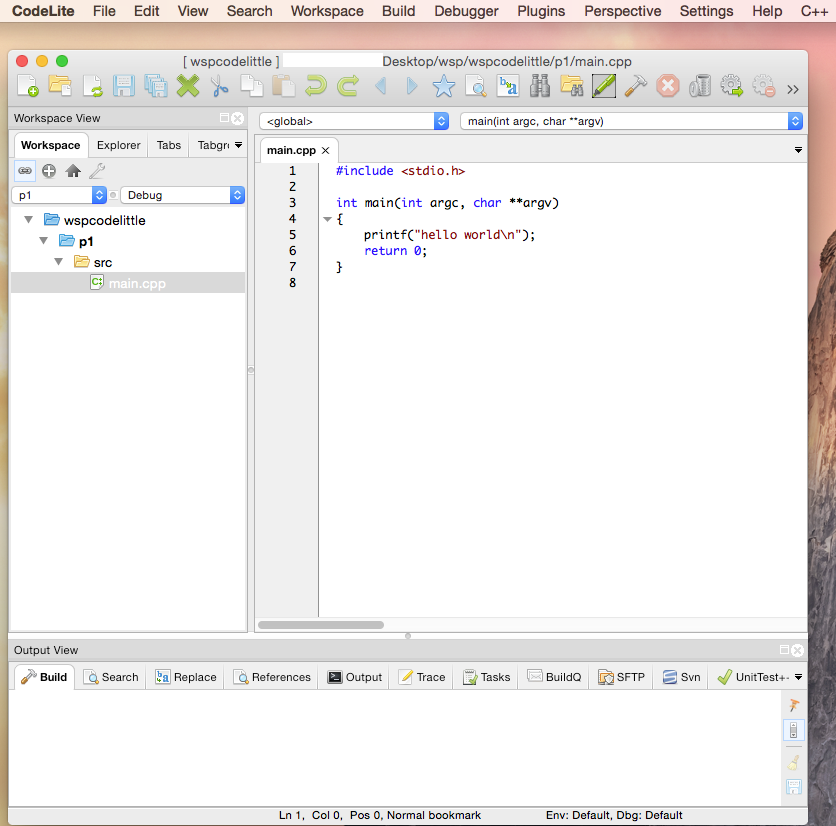 CodeLite File Edit View Search Workspace Build Debugger Plugins Perspective Settings Help C++
[ wspcodelittle ] Desktop/wsp/wspcodelittle/p1/main.cpp
Workspace View
<global> main(int argc, char **argv)
Workspace Explorer Tabs Tabgr
main.cpp
p1 Debug
wspcodelittle
p1
src
main.cpp
1 #include <stdio.h>
2
3 int main(int argc, char **argv)
4 {
5 printf("hello world\n");
6 return 0;
7 }
8
Output View
Build Search Replace References Output Trace Tasks BuildQ SFTP Svn UnitTest+-
Ln 1, Col 0, Pos 0, Normal bookmark Env: Default, Dbg: Default